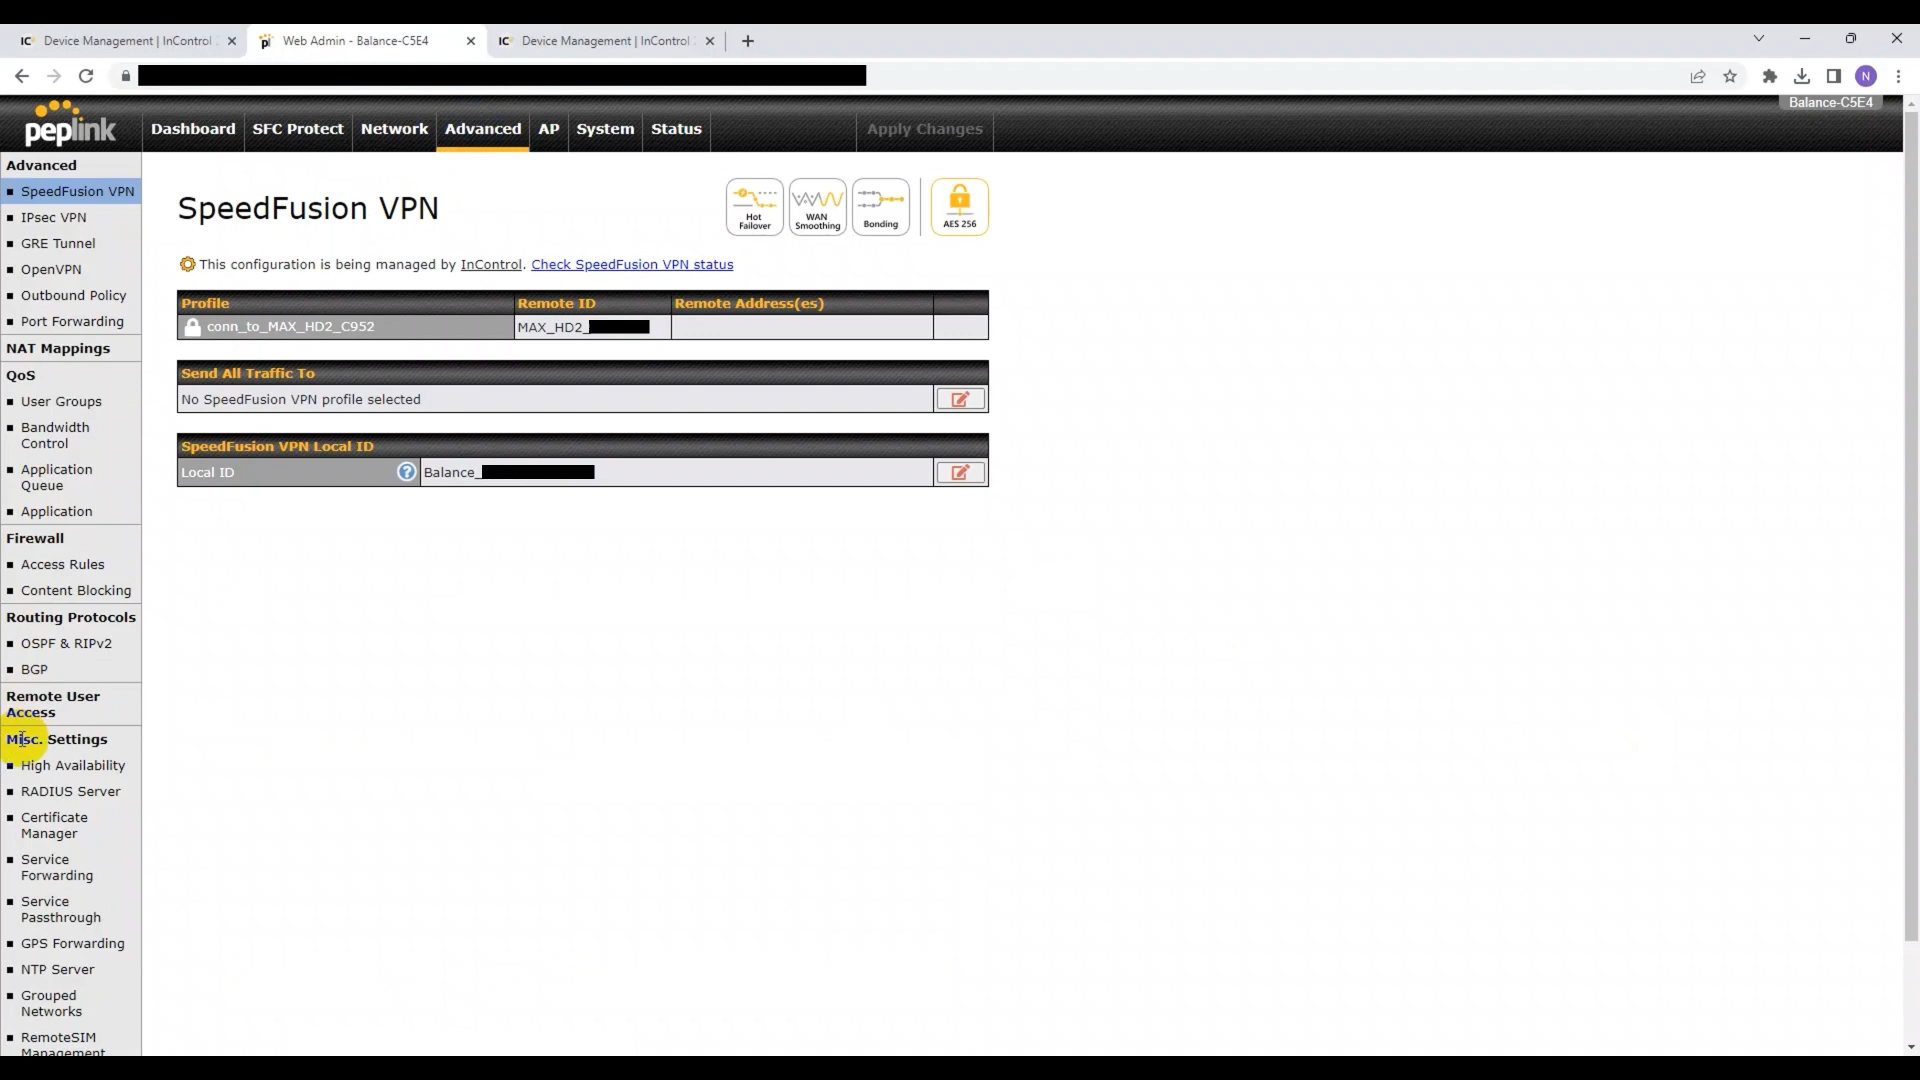 IC Device Management | InControl
pi Web Admin - Balance-C5E4
IC Device Management | InControl
N
Balance-C5E4
peplink
Dashboard SFC Protect Network Advanced AP System Status Apply Changes
Advanced
SpeedFusion VPN
IPsec VPN
GRE Tunnel
OpenVPN
Outbound Policy
Port Forwarding
NAT Mappings
QoS
User Groups
Bandwidth
Control
Application
Queue
Application
Firewall
Access Rules
Content Blocking
Routing Protocols
OSPF & RIPv2
BGP
Remote User
Access
Misc. Settings
High Availability
RADIUS Server
Certificate
Manager
Service
Forwarding
Service
Passthrough
GPS Forwarding
NTP Server
Grouped
Networks
RemoteSIM
Management
SpeedFusion VPN
Hot
Failover
WAN
Smoothing
Bonding
AES 256
This configuration is being managed by InControl. Check SpeedFusion VPN status
Profile Remote ID Remote Address(es)
conn_to_MAX_HD2_C952 MAX_HD2_
Send All Traffic To
No SpeedFusion VPN profile selected
SpeedFusion VPN Local ID
Local ID ? Balance_